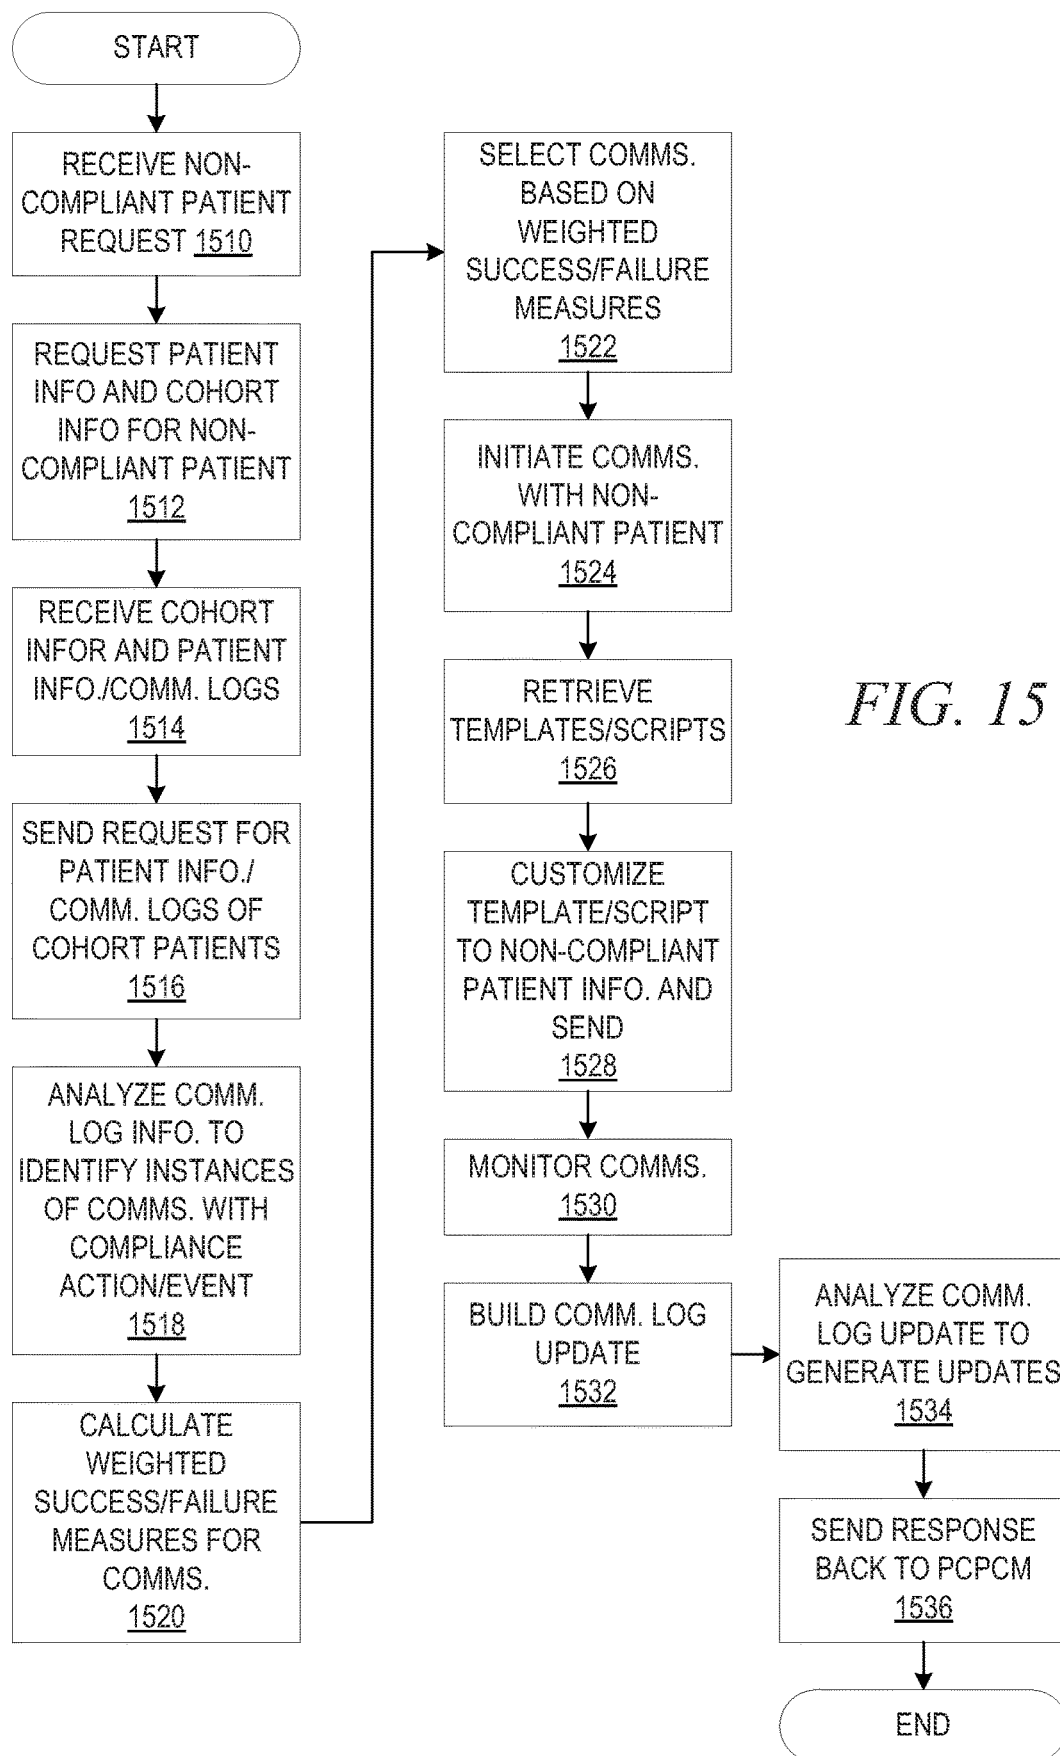 START
RECEIVE NON-
COMPLIANT PATIENT
REQUEST 1510
REQUEST PATIENT
INFO AND COHORT
INFO FOR NON-
COMPLIANT PATIENT
1512
RECEIVE COHORT
INFOR AND PATIENT
INFO./COMM. LOGS
1514
SEND REQUEST FOR
PATIENT INFO./
COMM. LOGS OF
COHORT PATIENTS
1516
ANALYZE COMM.
LOG INFO. TO
IDENTIFY INSTANCES
OF COMMS. WITH
COMPLIANCE
ACTION/EVENT
1518
CALCULATE
WEIGHTED
SUCCESS/FAILURE
MEASURES FOR
COMMS.
1520
SELECT COMMS.
BASED ON
WEIGHTED
SUCCESS/FAILURE
MEASURES
1522
INITIATE COMMS.
WITH NON-
COMPLIANT PATIENT
1524
RETRIEVE
TEMPLATES/SCRIPTS
1526
CUSTOMIZE
TEMPLATE/SCRIPT
TO NON-COMPLIANT
PATIENT INFO. AND
SEND
1528
MONITOR COMMS.
1530
BUILD COMM. LOG
UPDATE
1532
ANALYZE COMM.
LOG UPDATE TO
GENERATE UPDATES
1534
SEND RESPONSE
BACK TO PCPCM
1536
END
FIG. 15